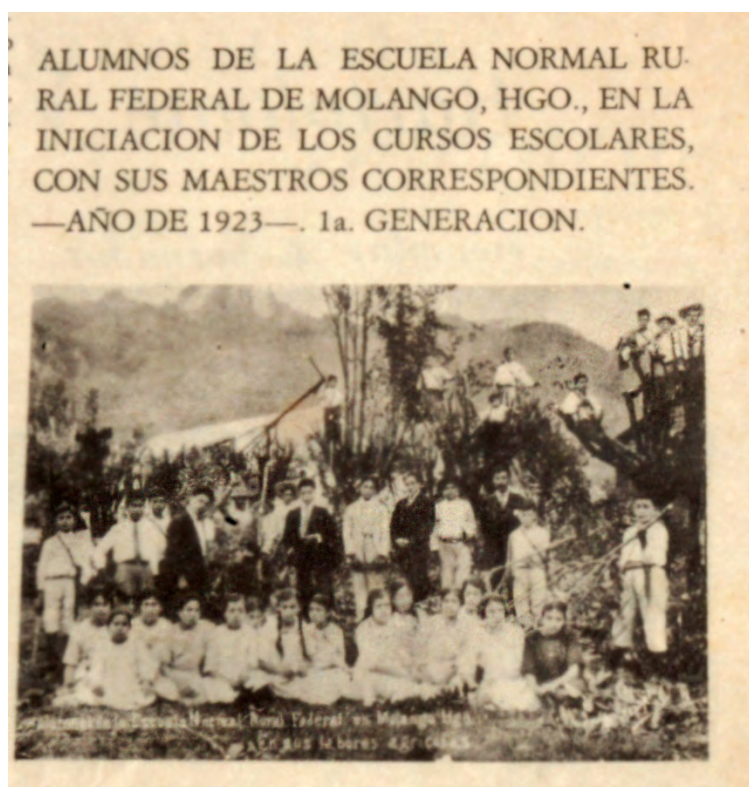 ALUMNOS DE LA ESCUELA NORMAL RU-
RAL FEDERAL DE MOLANGO, HGO., EN LA
INICIACION DE LOS CURSOS ESCOLARES,
CON SUS MAESTROS CORRESPONDIENTES.
—AÑO DE 1923—. 1a. GENERACION.
de la Escuela Normal Rural Federal en Molango Hgo.
En sus labores agricolas